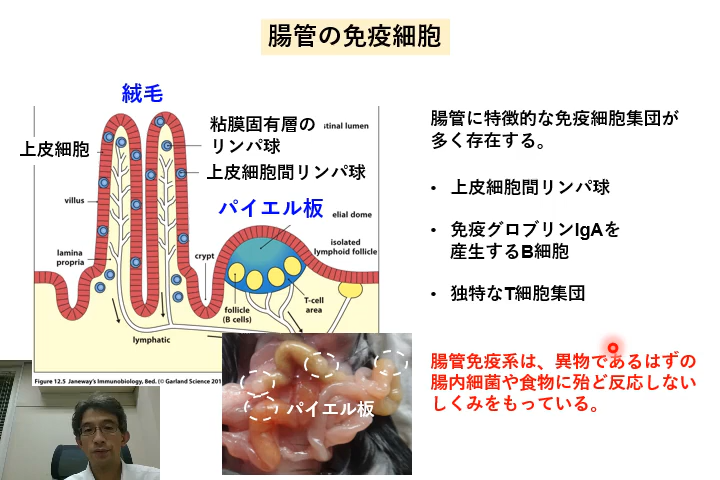 腸管の免疫細胞
絨毛
上皮細胞
粘膜固有層の
リンパ球
stinal lumen
上皮細胞間リンパ球
パイエル板
villus
elial dome
isolated
lymphoid follicle
lamina
propria
crypt
follicle
(B cells)
T-cell
area
lymphatic
Figure 12.5 Janeway's Immunobiology, 8ed. (© Garland Science 201
パイエル板
腸管に特徴的な免疫細胞集団が
多く存在する。
• 上皮細胞間リンパ球
• 免疫グロブリンIgAを
産生するB細胞
• 独特なT細胞集団
腸管免疫系は、異物であるはずの
腸内細菌や食物に殆ど反応しない
しくみをもっている。